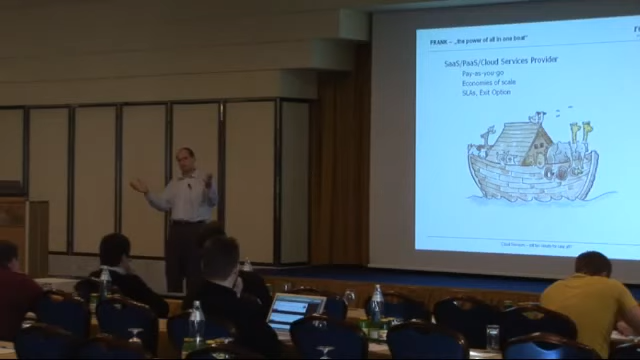 FRANK – „the power of all in one boat"
SaaS/PaaS/Cloud Services Provider
Pay-as-you-go
Economies of scale
SLAs, Exit Option